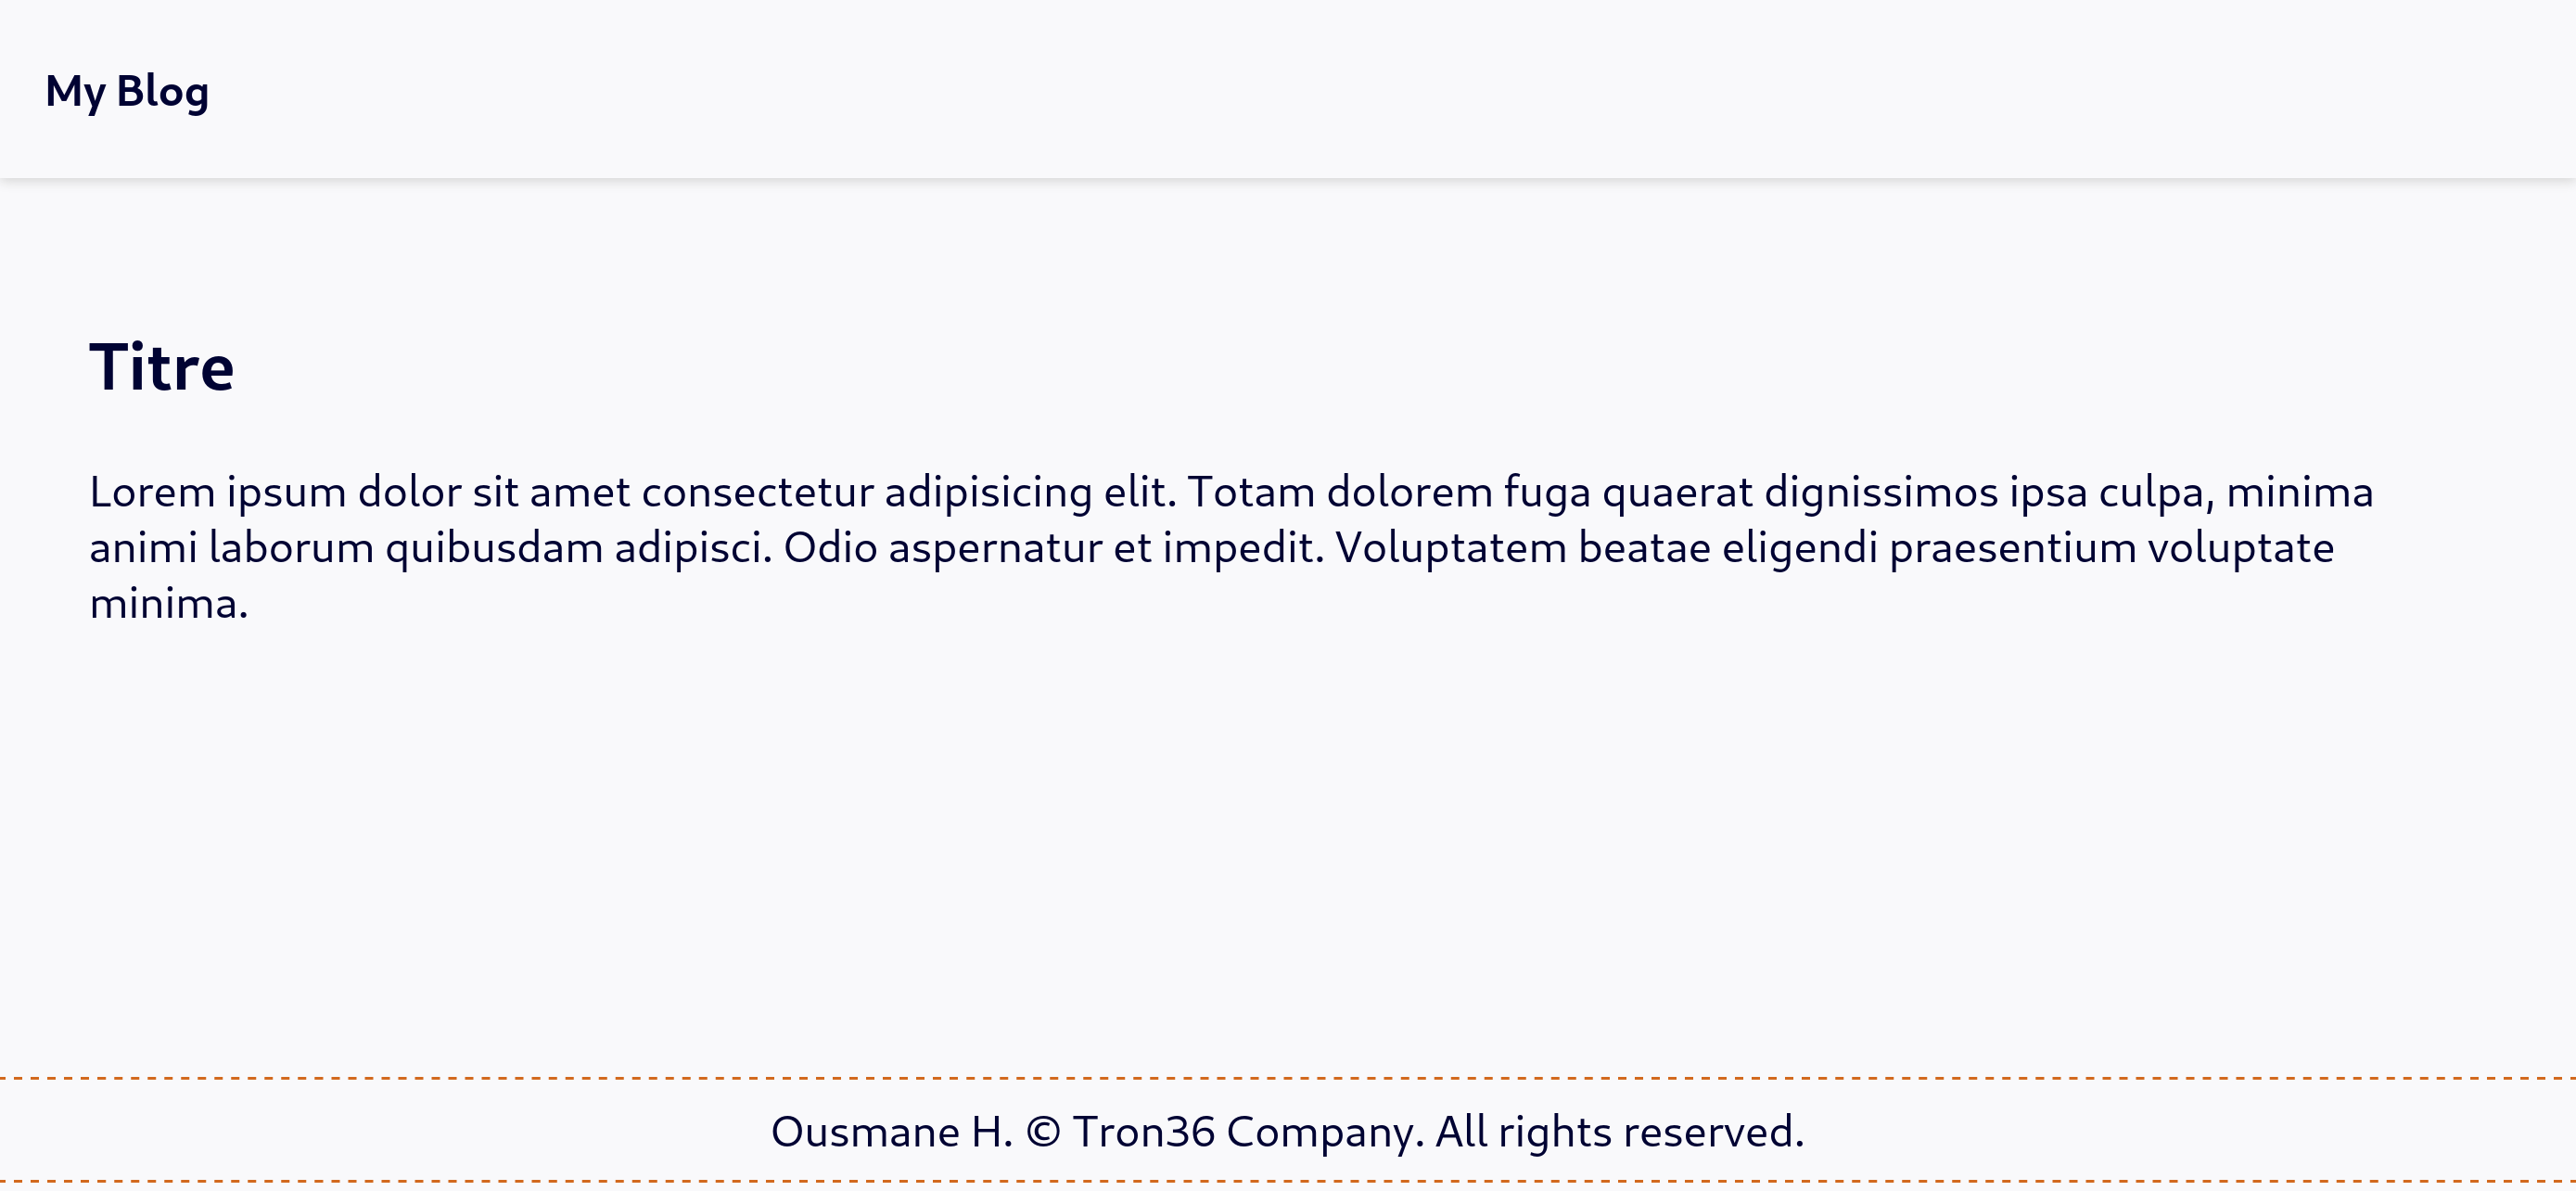 My Blog
Titre
Lorem ipsum dolor sit amet consectetur adipisicing elit. Totam dolorem fuga quaerat dignissimos ipsa culpa, minima
animi laborum quibusdam adipisci. Odio aspernatur et impedit. Voluptatem beatae eligendi praesentium voluptate
minima.
Ousmane H. © Tron36 Company. All rights reserved.